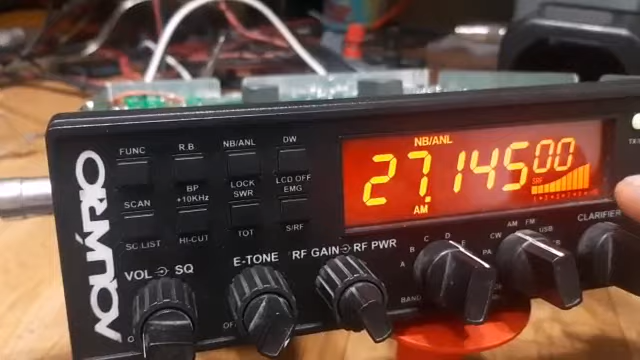 AQUÁRIO
FUNC R.B NB/ANL DW
SCAN BP +10KHz LOCK SWR LCD OFF EMG
SC LIST HI-CUT TOT S/RF
NB/ANL
27.14500
AM
VOL SQ E-TONE RF GAIN RF PWR
A B C D E
BAND
PA CW AM FM USB
CLARIFIER